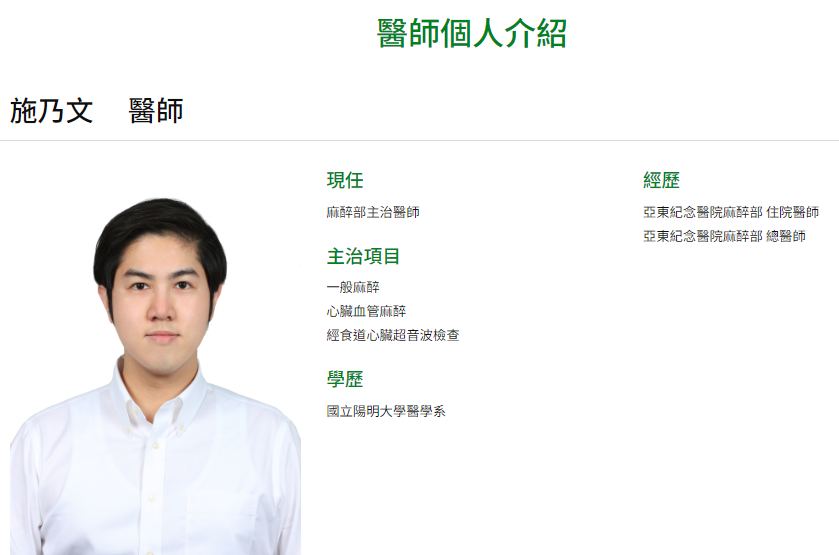 醫師個人介紹
施乃文 醫師
現任
麻醉部主治醫師
主治項目
一般麻醉
心臟血管麻醉
經食道心臟超音波檢查
學歷
國立陽明大學醫學系
經歷
亞東紀念醫院麻醉部 住院醫師
亞東紀念醫院麻醉部 總醫師